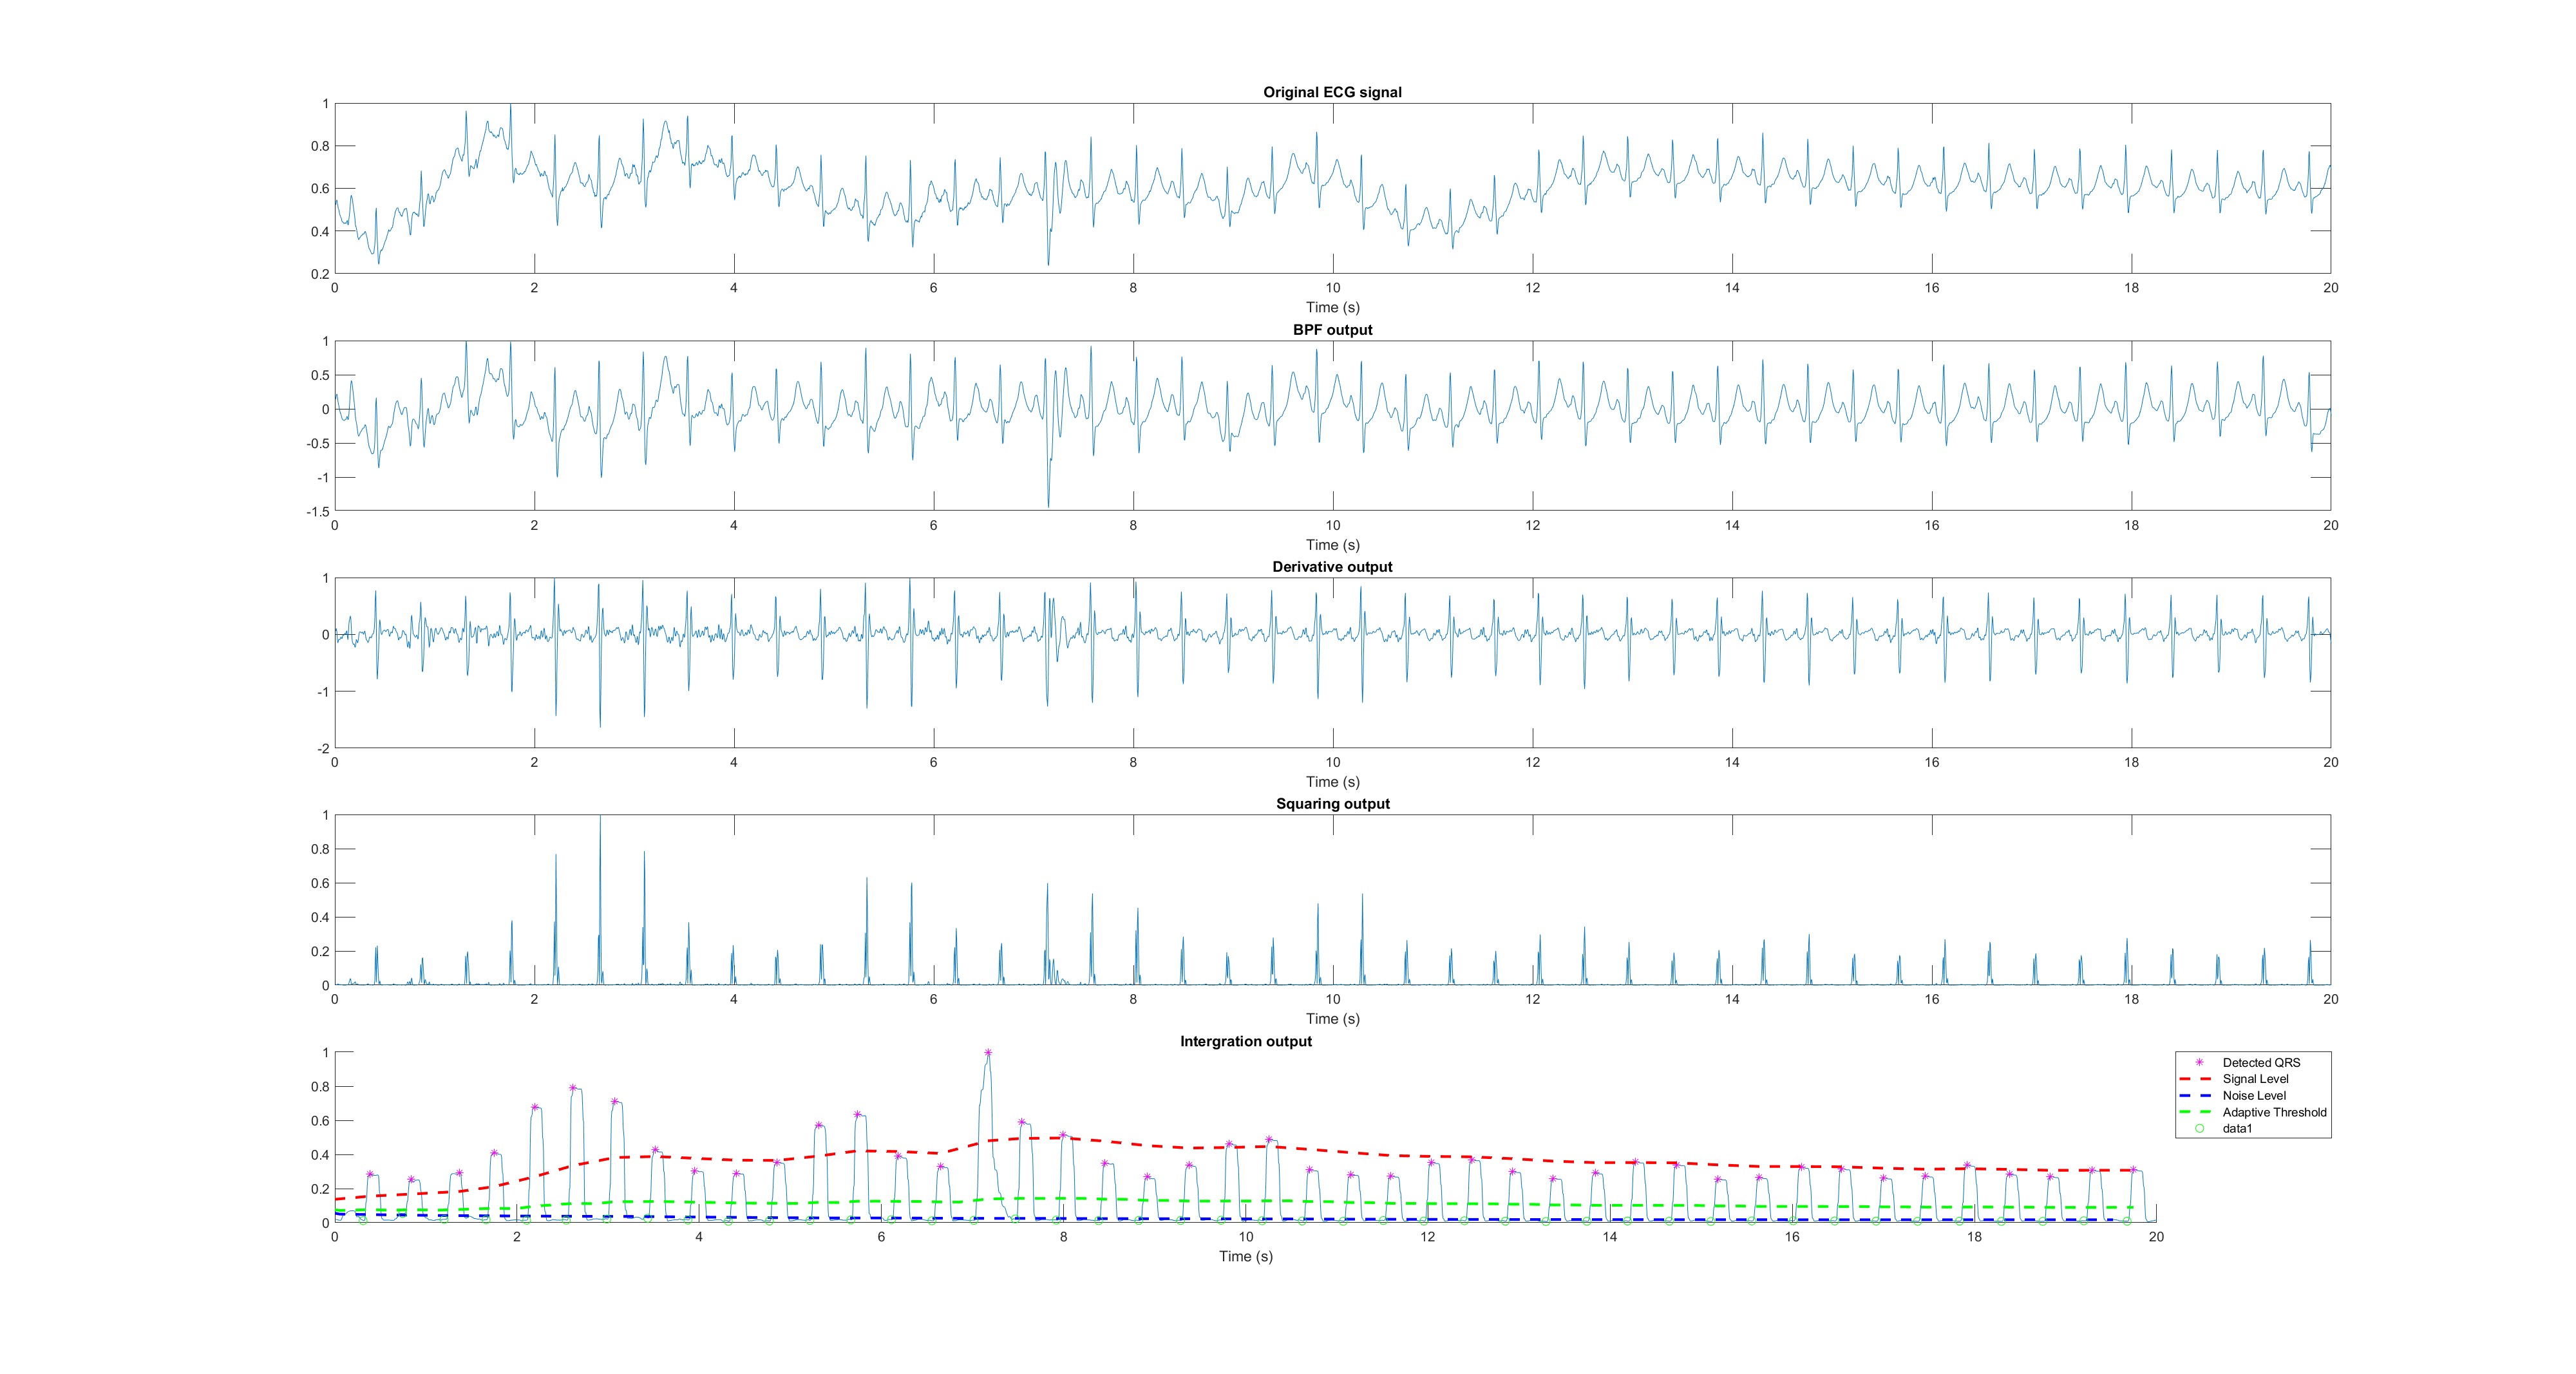 Original ECG signal
1
0.8
0.6
0.4
0.2
0 2 4 6 8 10 12 14 16 18 20
Time (s)
BPF output
1
0.5
0
-0.5
-1
-1.5
0 2 4 6 8 10 12 14 16 18 20
Time (s)
Derivative output
1
0
-1
-2
0 2 4 6 8 10 12 14 16 18 20
Time (s)
Squaring output
1
0.8
0.6
0.4
0.2
0
0 2 4 6 8 10 12 14 16 18 20
Time (s)
Intergration output
1
0.8
0.6
0.4
0.2
0
0 2 4 6 8 10 12 14 16 18 20
Time (s)
Detected QRS
Signal Level
Noise Level
Adaptive Threshold
data1